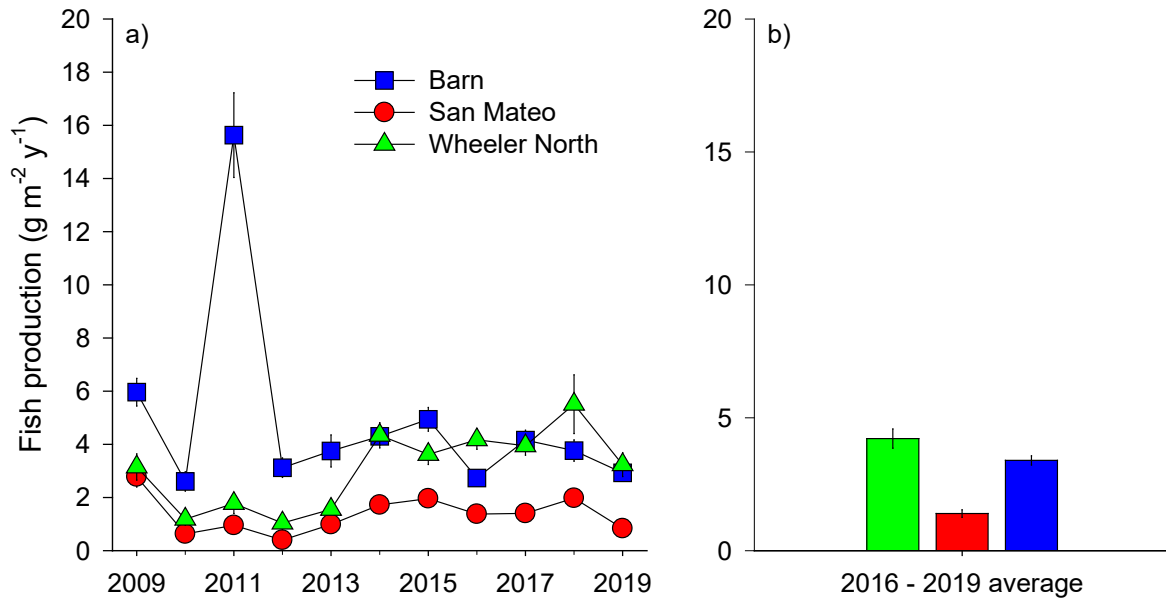 a)
Barn
San Mateo
Wheeler North
Fish production (g m⁻² y⁻¹)
20
18
16
14
12
10
8
6
4
2
0
2009 2011 2013 2015 2017 2019
b)
20
15
10
5
0
2016 - 2019 average